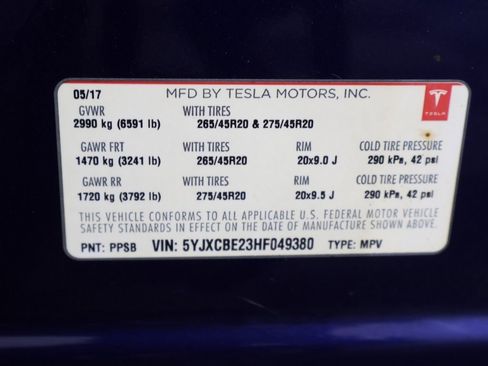 05/17 MFD BY TESLA MOTORS, INC.
TESLA
GVWR WITH TIRES
2990 kg (6591 lb) 265/45R20 & 275/45R20
GAWR FRT WITH TIRES RIM COLD TIRE PRESSURE
1470 kg (3241 lb) 265/45R20 20x9.0 J 290 kPa, 42 psi
GAWR RR WITH TIRES RIM COLD TIRE PRESSURE
1720 kg (3792 lb) 275/45R20 20x9.5 J 290 kPa, 42 psi
THIS VEHICLE CONFORMS TO ALL APPLICABLE U.S. FEDERAL MOTOR VEHICLE
SAFETY STANDARDS IN EFFECT ON THE DATE OF MANUFACTURE SHOWN ABOVE.
PNT: PPSB VIN: 5YJXCBE23HF049380 TYPE: MPV